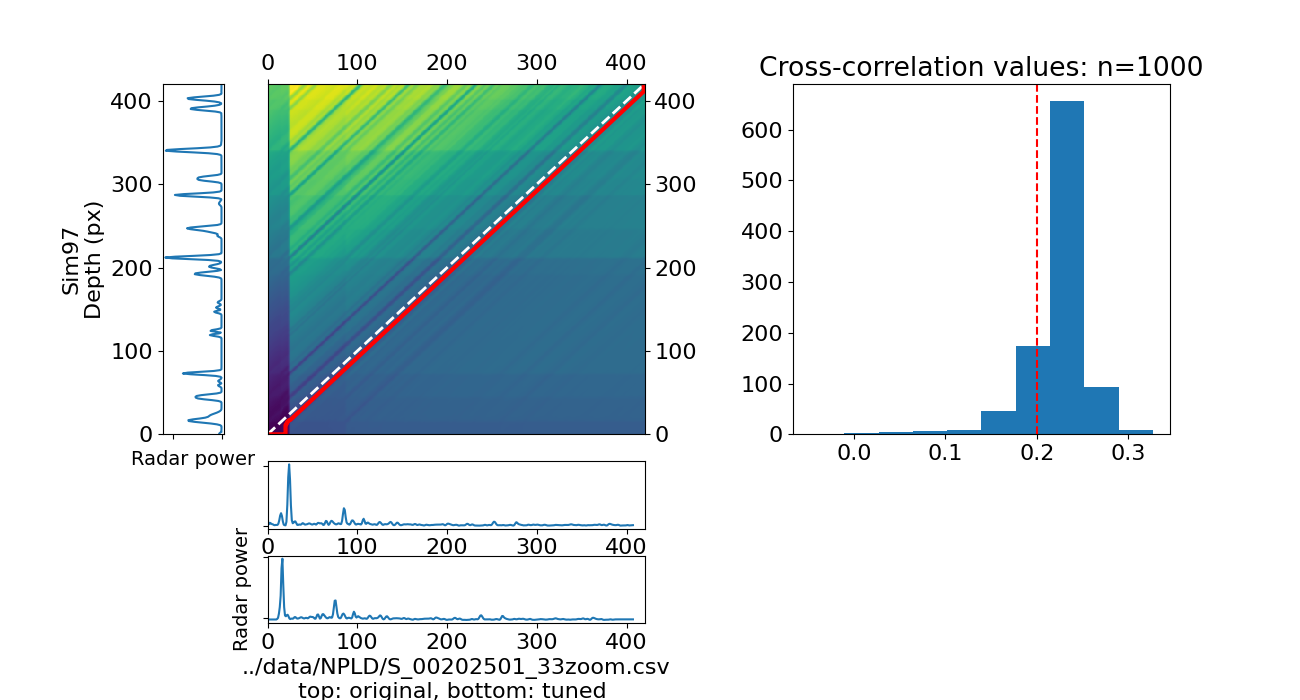 0 100 200 300 400
Cross-correlation values: n=1000
400
300
200
100
0
Sim97
Depth (px)
400
300
200
100
0
Radar power
600
500
400
300
200
100
0
0.0 0.1 0.2 0.3
0 100 200 300 400
Radar power
0 100 200 300 400
../data/NPLD/S_00202501_33zoom.csv
top: original, bottom: tuned